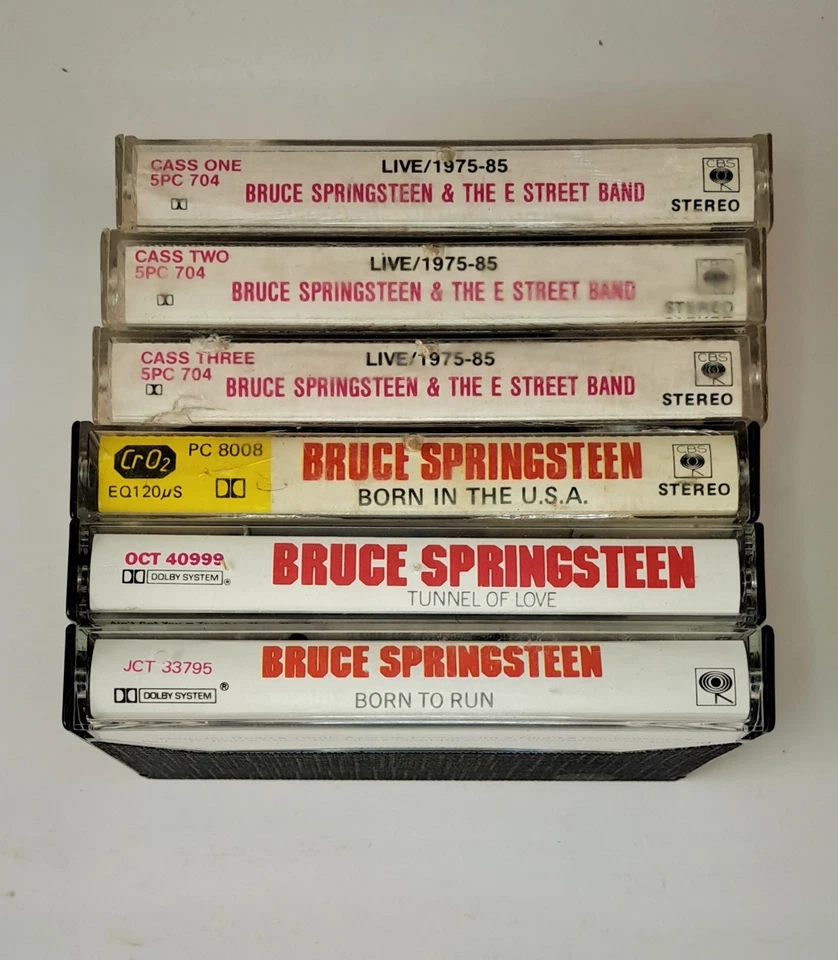 CASS ONE
5PC 704
LIVE/1975-85
BRUCE SPRINGSTEEN & THE E STREET BAND
CBS
STEREO
CASS TWO
5PC 704
LIVE/1975-85
BRUCE SPRINGSTEEN & THE E STREET BAND
STEREO
CASS THREE
5PC 704
LIVE/1975-85
BRUCE SPRINGSTEEN & THE E STREET BAND
CBS
STEREO
CrO2
EQ120µS
PC 8008
BRUCE SPRINGSTEEN
BORN IN THE U.S.A.
CBS
STEREO
OCT 40999
DOLBY SYSTEM ®
BRUCE SPRINGSTEEN
TUNNEL OF LOVE
JCT 33795
DOLBY SYSTEM ®
BRUCE SPRINGSTEEN
BORN TO RUN